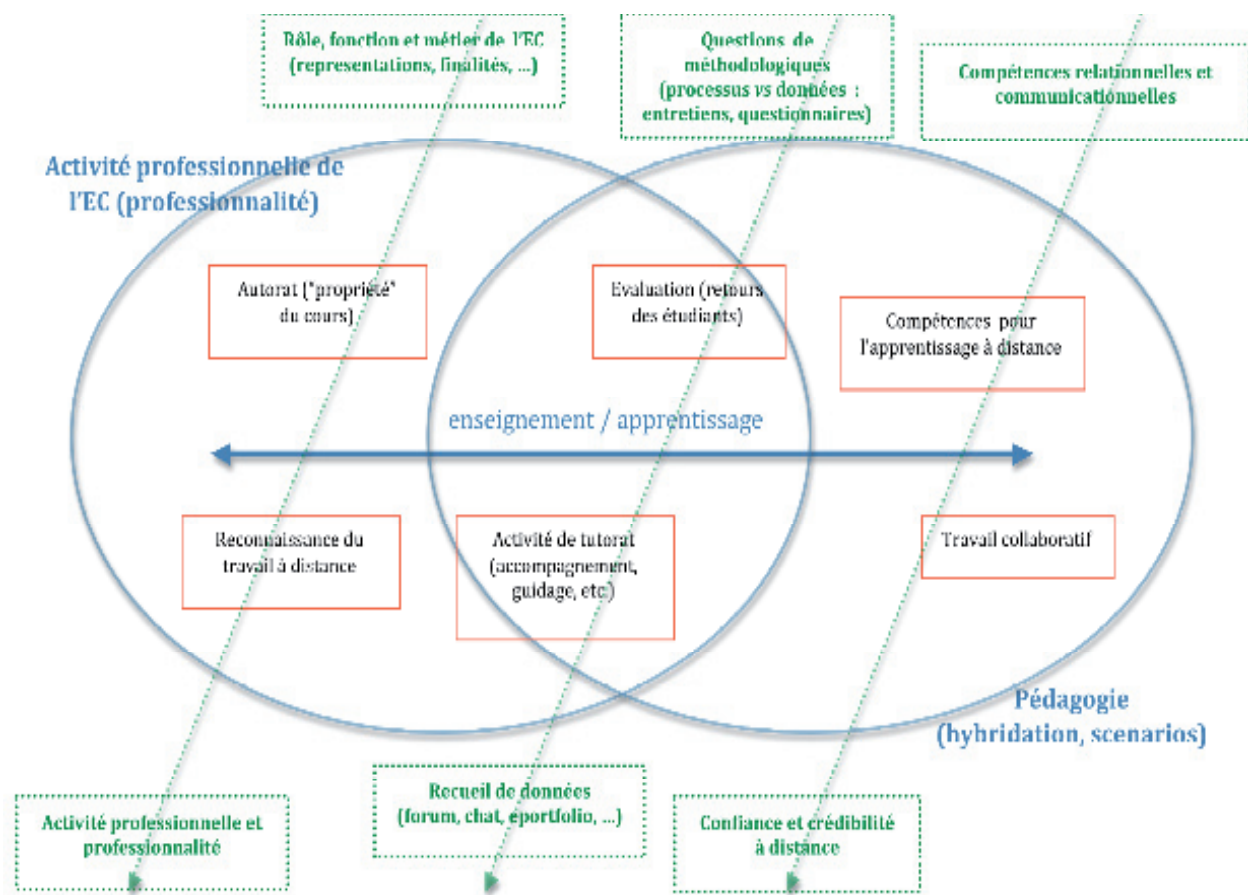 Rôle, fonction et métier de l'EC
(representations, finalités, ...)
Questions de
méthodologiques
(processus vs données :
entretiens, questionnaires)
Compétences relationnelles et
communicationnelles
Activité professionnelle de
l'EC (professionnalité)
Autorat ("propriété"
du cours)
Evaluation (retours
des étudiants)
Compétences pour
l'apprentissage à distance
enseignement / apprentissage
Reconnaissance du
travail à distance
Activité de tutorat
(accompagnement,
guidage, etc.)
Travail collaboratif
Pédagogie
(hybridation, scenarios)
Activité professionnelle et
professionnalité
Recueil de données
(forum, chat, eportfolio, ...)
Confiance et crédibilité
à distance